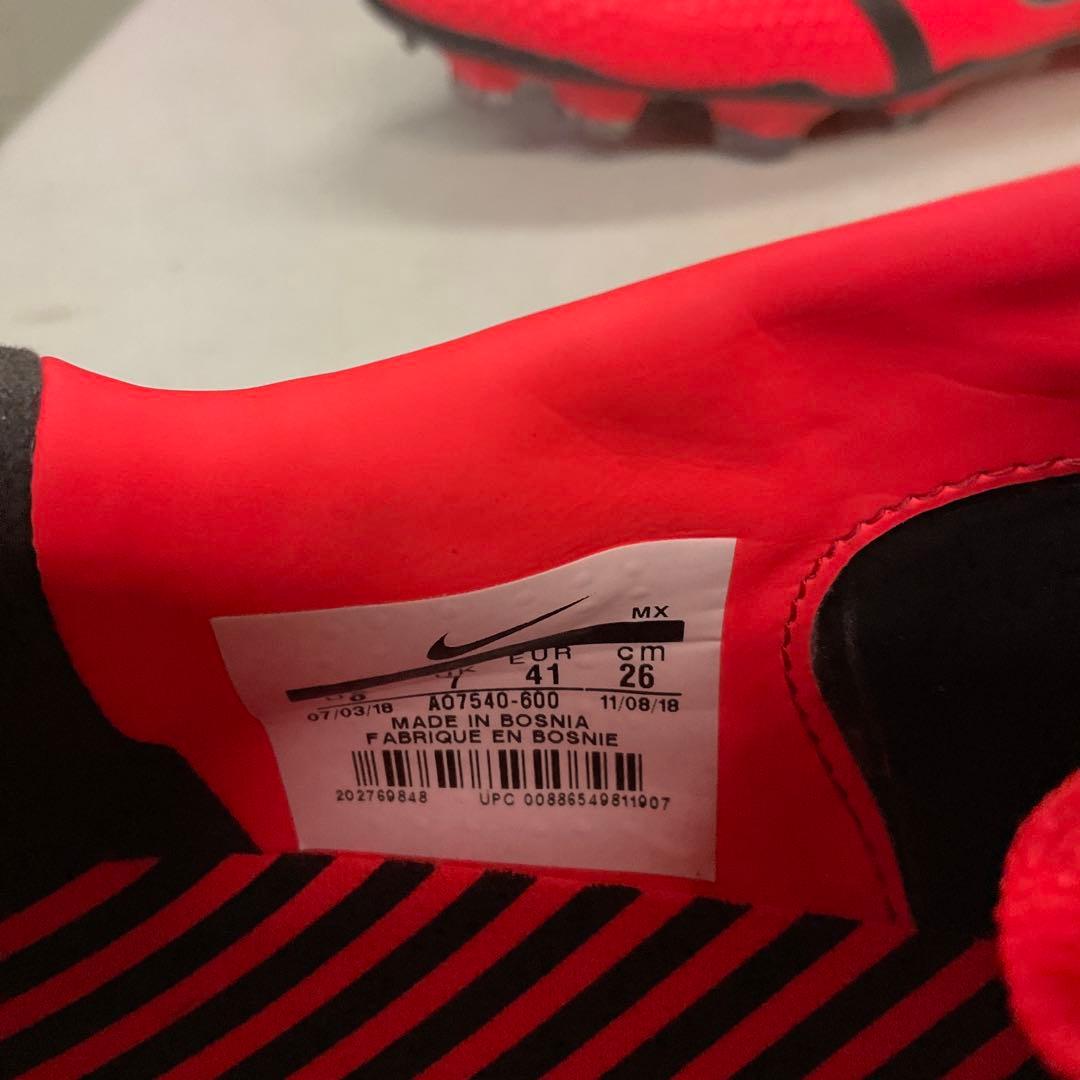 MX
EUR cm
7 41 26
07/03/18 AO7540-600 11/08/18
MADE IN BOSNIA
FABRIQUE EN BOSNIE
202769848 UPC 00886549811907